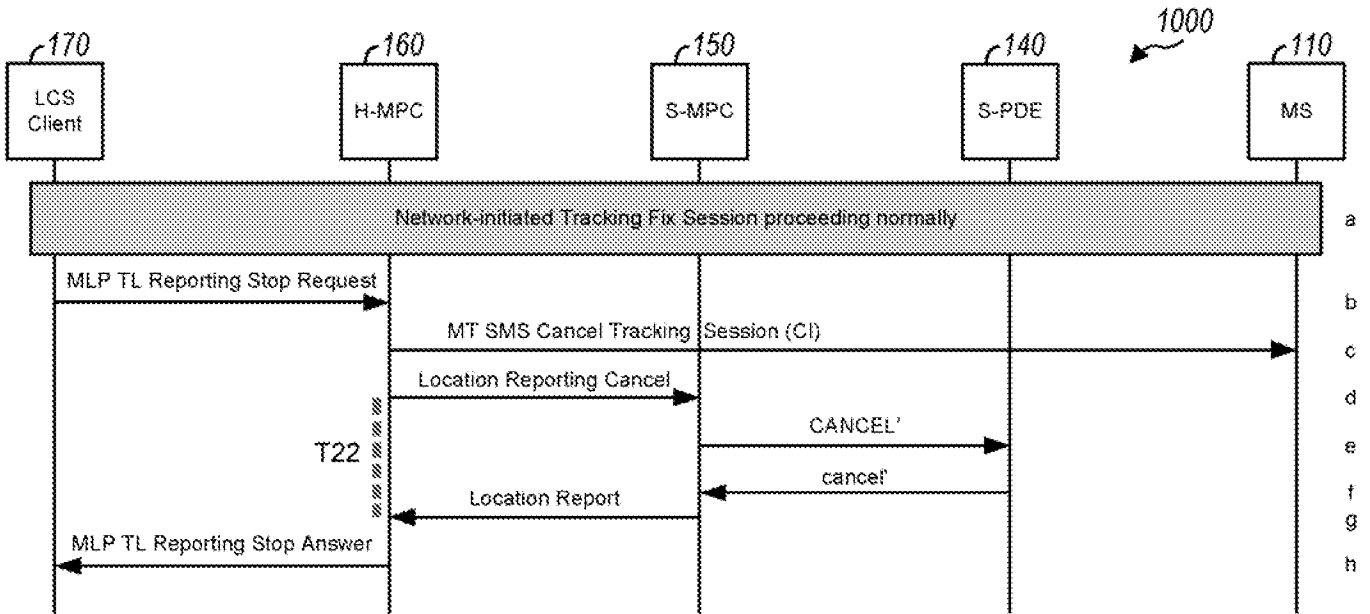 1000
170
160
150
140
110
LCS
Client
H-MPC
S-MPC
S-PDE
MS
Network-initiated Tracking Fix Session proceeding normally
a
MLP TL Reporting Stop Request
b
MT SMS Cancel Tracking Session (CI)
c
Location Reporting Cancel
d
T22
CANCEL'
e
cancel'
f
Location Report
g
MLP TL Reporting Stop Answer
h